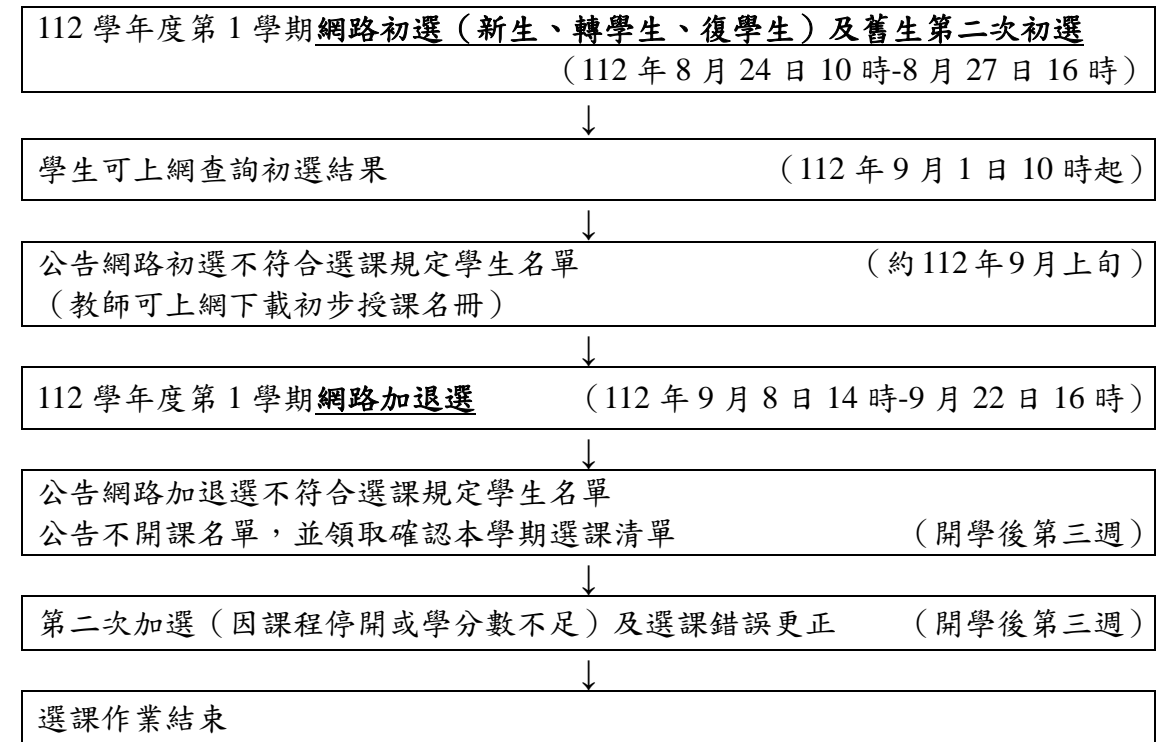 112 學年度第 1 學期網路初選（新生、轉學生、復學生）及舊生第二次初選
（112 年 8 月 24 日 10 時-8 月 27 日 16 時）
↓
學生可上網查詢初選結果 （112 年 9 月 1 日 10 時起）
↓
公告網路初選不符合選課規定學生名單 （約 112 年 9 月上旬）
（教師可上網下載初步授課名冊）
↓
112 學年度第 1 學期網路加退選 （112 年 9 月 8 日 14 時-9 月 22 日 16 時）
↓
公告網路加退選不符合選課規定學生名單
公告不開課名單，並領取確認本學期選課清單 （開學後第三週）
↓
第二次加選（因課程停開或學分數不足）及選課錯誤更正 （開學後第三週）
↓
選課作業結束